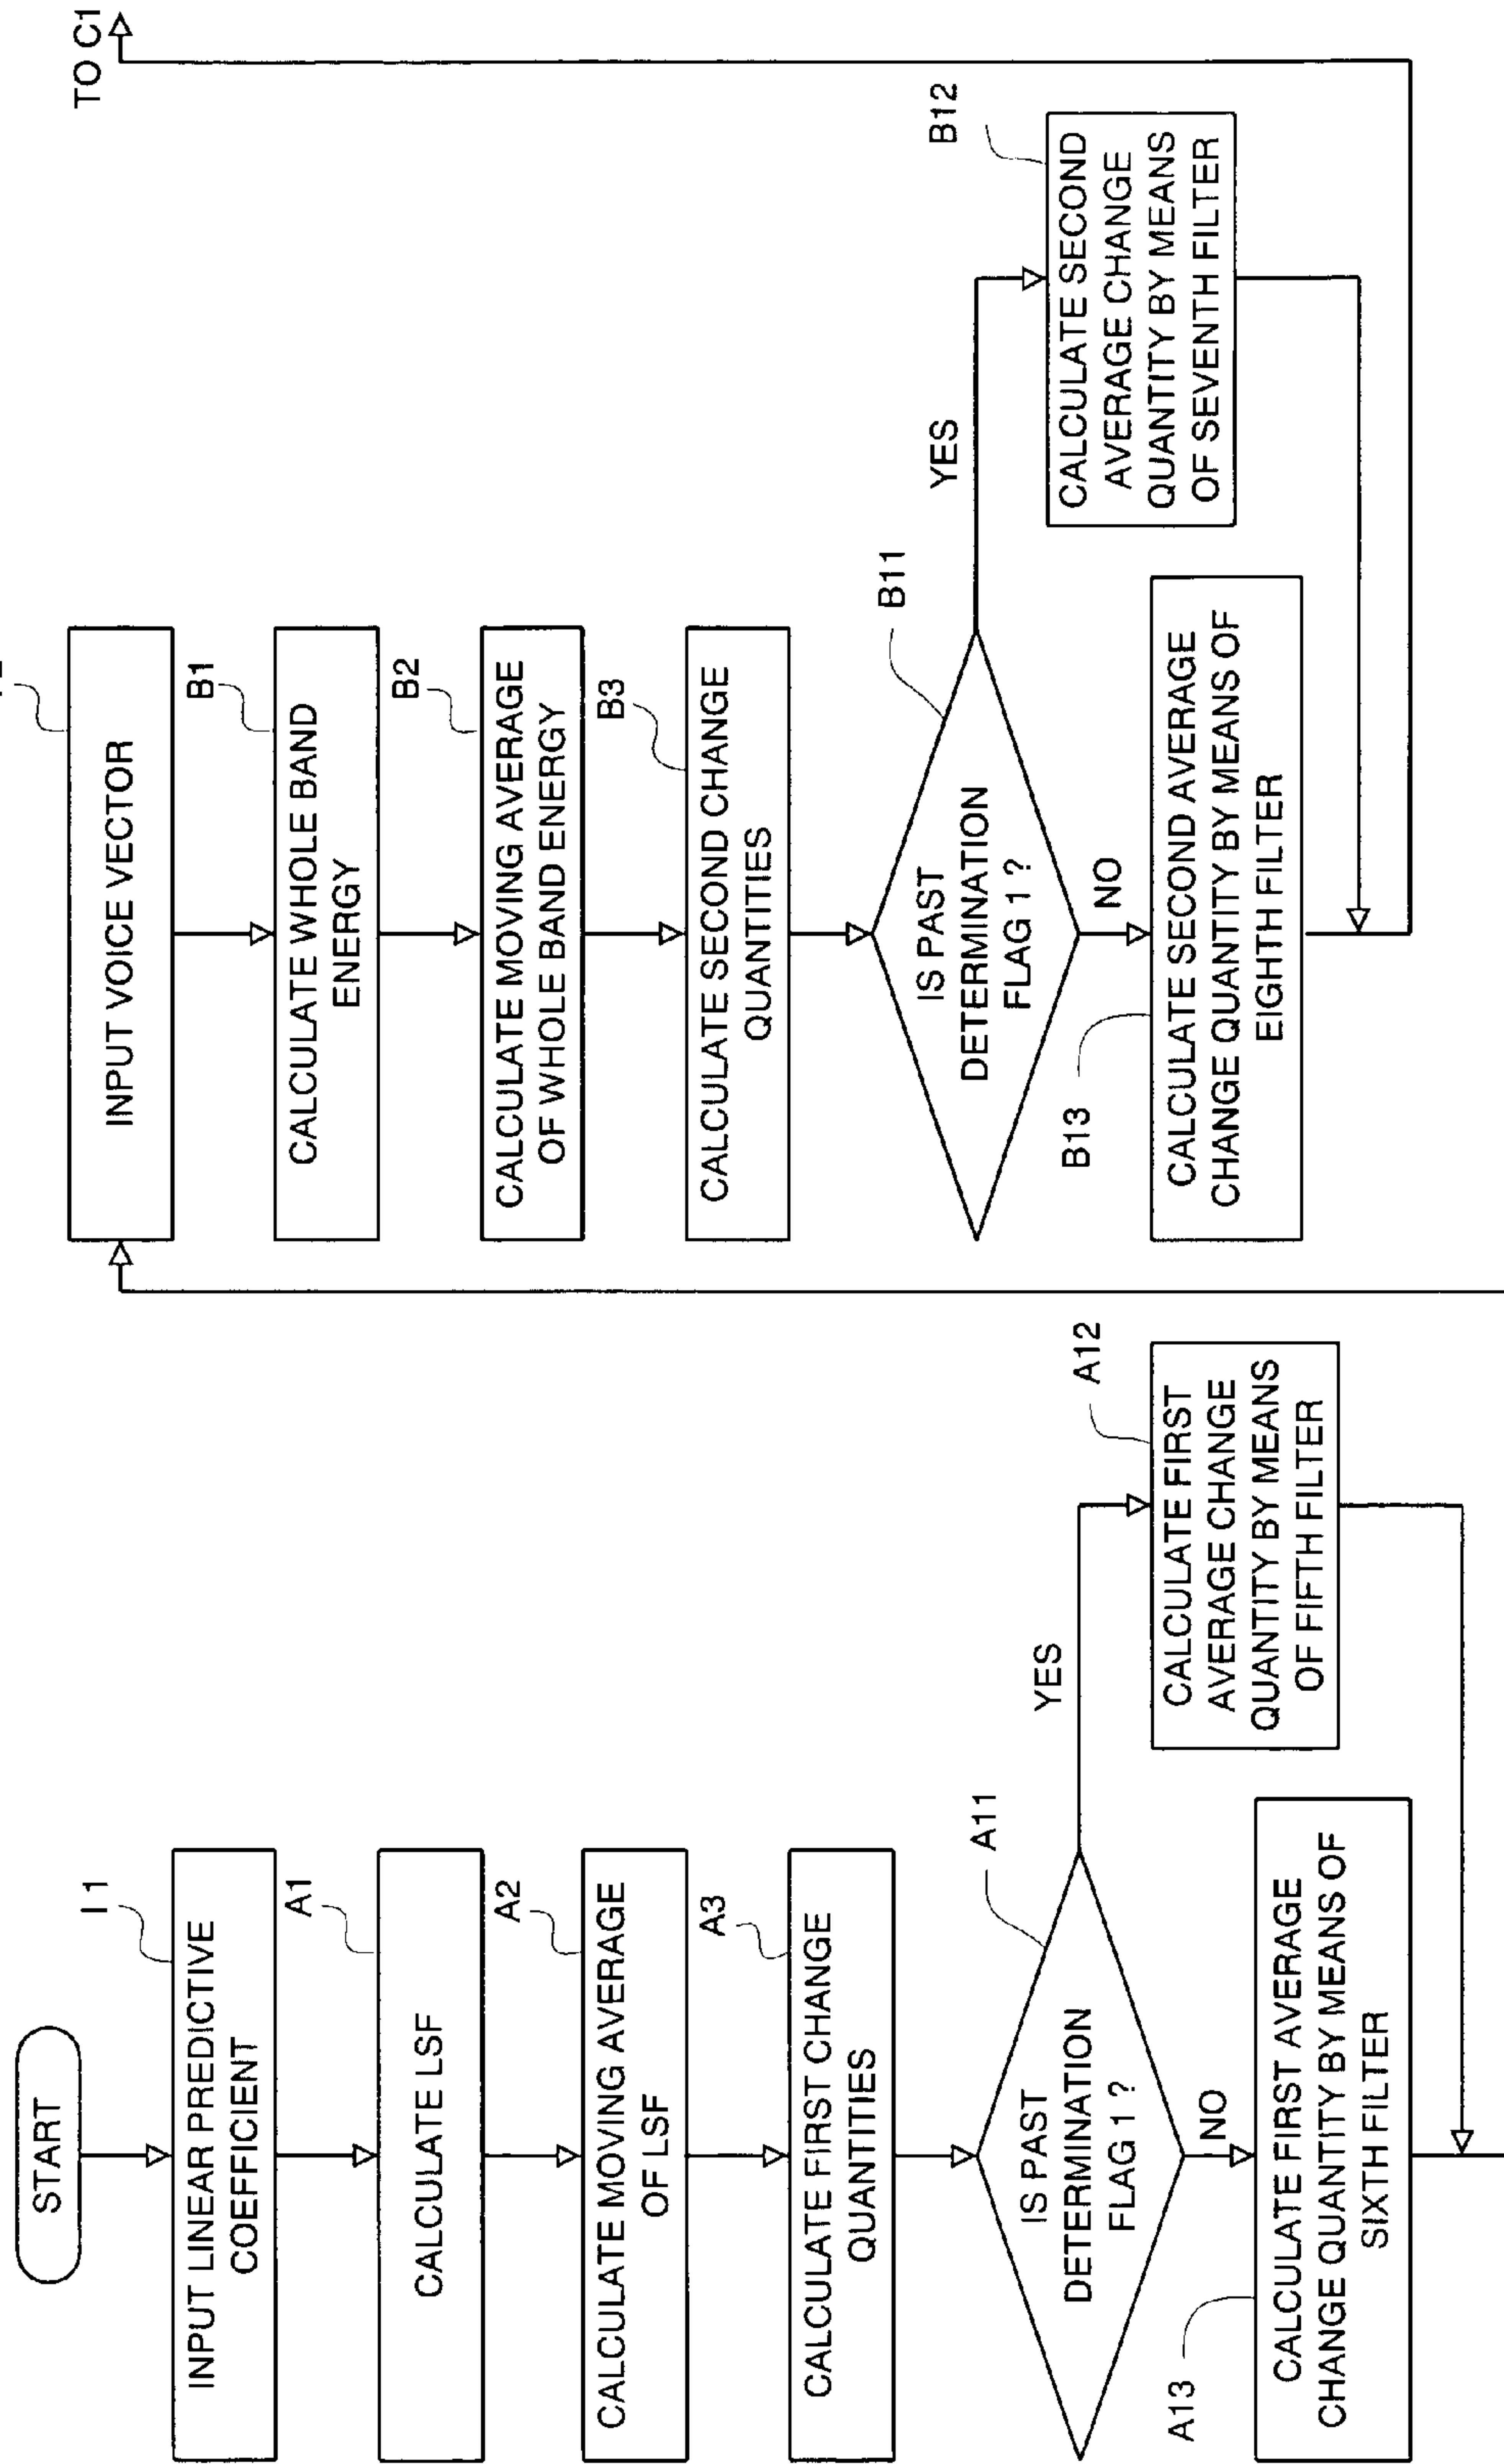 START
I 1
INPUT LINEAR PREDICTIVE
COEFFICIENT
A1
CALCULATE LSF
A2
CALCULATE MOVING AVERAGE
OF LSF
A3
CALCULATE FIRST CHANGE
QUANTITIES
A11
IS PAST
DETERMINATION
FLAG 1 ?
YES
NO
A12
CALCULATE FIRST
AVERAGE CHANGE
QUANTITY BY MEANS
OF FIFTH FILTER
A13
CALCULATE FIRST AVERAGE
CHANGE QUANTITY BY MEANS OF
SIXTH FILTER
INPUT VOICE VECTOR
B1
CALCULATE WHOLE BAND
ENERGY
B2
CALCULATE MOVING AVERAGE
OF WHOLE BAND ENERGY
B3
CALCULATE SECOND CHANGE
QUANTITIES
B11
IS PAST
DETERMINATION
FLAG 1 ?
YES
NO
B12
CALCULATE SECOND
AVERAGE CHANGE
QUANTITY BY MEANS
OF SEVENTH FILTER
B13
CALCULATE SECOND AVERAGE
CHANGE QUANTITY BY MEANS OF
EIGHTH FILTER
TO C1